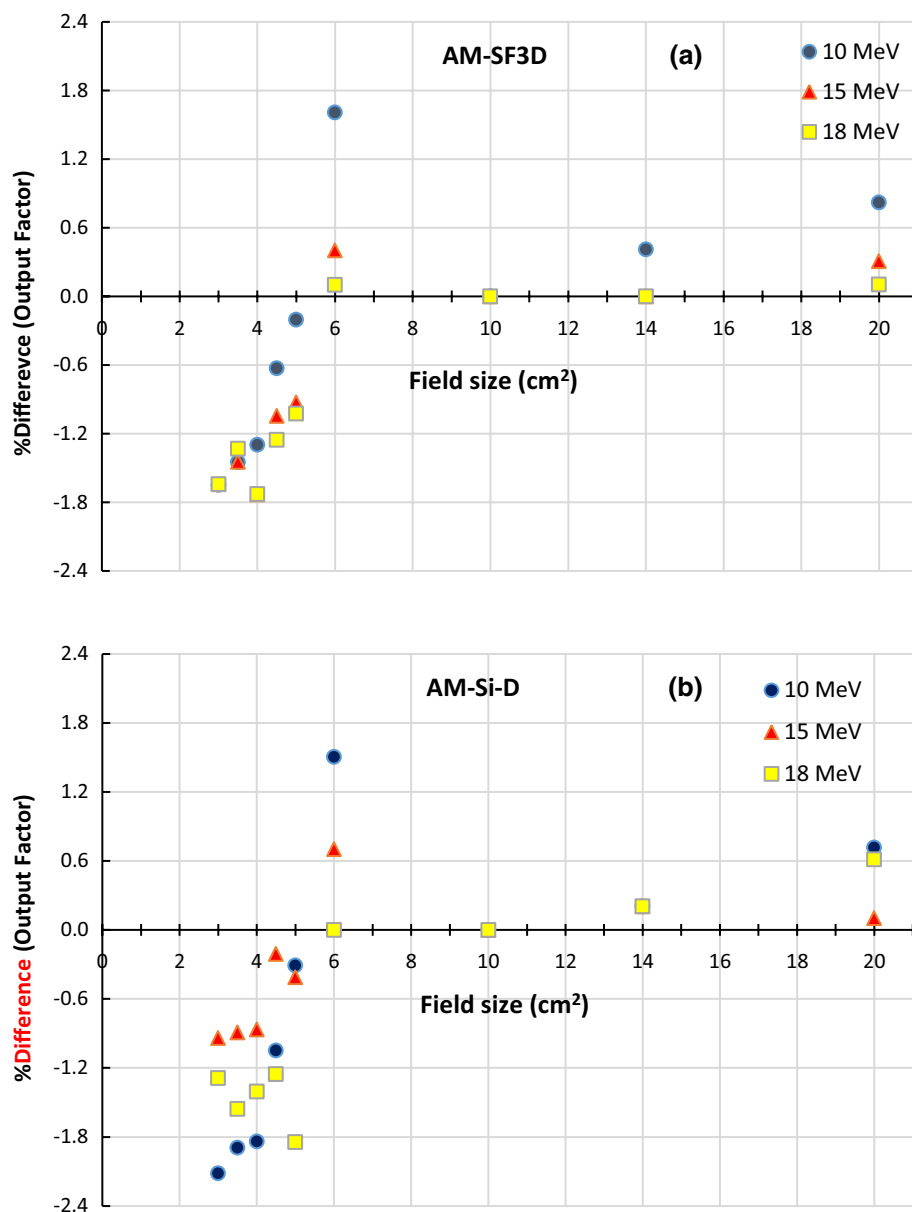 2.4
AM-SF3D
(a)
10 MeV
1.8
15 MeV
18 MeV
1.2
0.6
0.0
0 2 4 6 8 10 12 14 16 18 20
-0.6
Field size (cm²)
-1.2
-1.8
-2.4
%Differevce (Output Factor)
2.4
AM-Si-D
(b)
10 MeV
1.8
15 MeV
18 MeV
1.2
0.6
0.0
0 2 4 6 8 10 12 14 16 18 20
-0.6
Field size (cm²)
-1.2
-1.8
-2.4
%Difference (Output Factor)